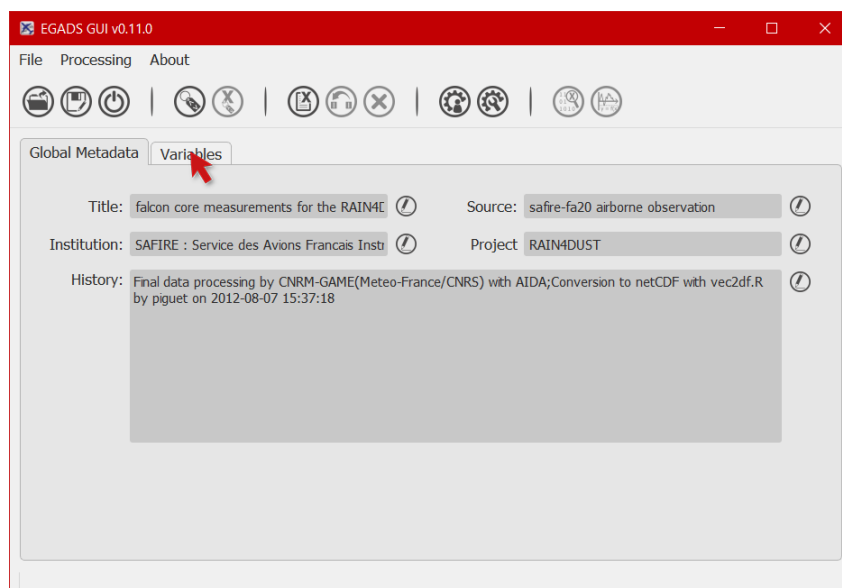 EGADS GUI v0.11.0
File Processing About
Global Metadata Variables
Title: falcon core measurements for the RAIN4D Source: safire-fa20 airborne observation
Institution: SAFIRE : Service des Avions Francais Instr Project RAIN4DUST
History: Final data processing by CNRM-GAME(Meteo-France/CNRS) with AIDA;Conversion to netCDF with vec2df.R
by piguet on 2012-08-07 15:37:18